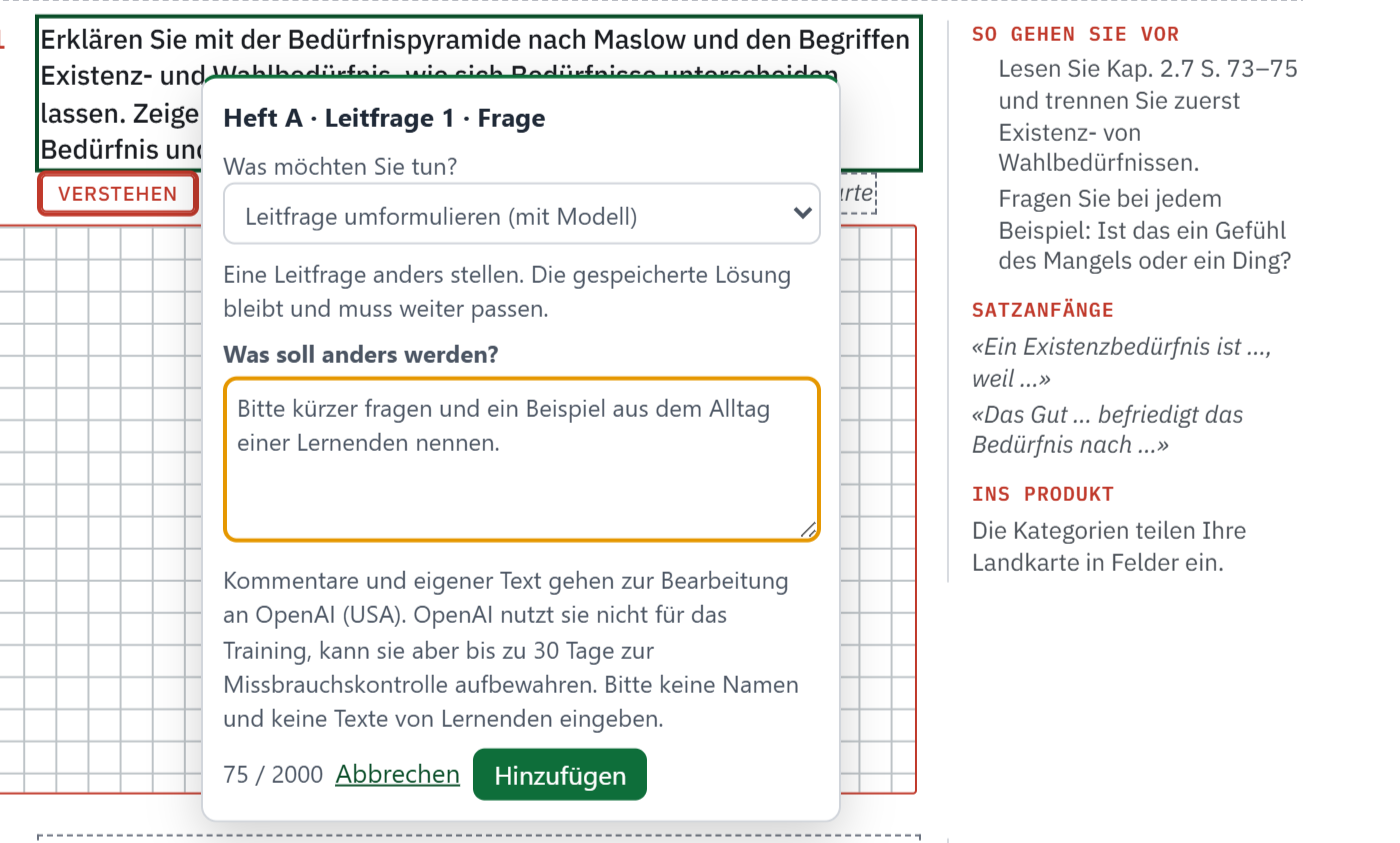 1
Erklären Sie mit der Bedürfnispyramide nach Maslow und den Begriffen
Existenz- und Wahlbedürfnis, wie sich Bedürfnisse unterscheiden
lassen. Zeige
Bedürfnis und
VERSTEHEN
Heft A · Leitfrage 1 · Frage
Was möchten Sie tun?
Leitfrage umformulieren (mit Modell)
Eine Leitfrage anders stellen. Die gespeicherte Lösung
bleibt und muss weiter passen.
Was soll anders werden?
Bitte kürzer fragen und ein Beispiel aus dem Alltag
einer Lernenden nennen.
Kommentare und eigener Text gehen zur Bearbeitung
an OpenAI (USA). OpenAI nutzt sie nicht für das
Training, kann sie aber bis zu 30 Tage zur
Missbrauchskontrolle aufbewahren. Bitte keine Namen
und keine Texte von Lernenden eingeben.
75 / 2000 Abbrechen Hinzufügen
SO GEHEN SIE VOR
Lesen Sie Kap. 2.7 S. 73–75
und trennen Sie zuerst
Existenz- von
Wahlbedürfnissen.
Fragen Sie bei jedem
Beispiel: Ist das ein Gefühl
des Mangels oder ein Ding?
SATZANFÄNGE
«Ein Existenzbedürfnis ist …,
weil …»
«Das Gut … befriedigt das
Bedürfnis nach …»
INS PRODUKT
Die Kategorien teilen Ihre
Landkarte in Felder ein.